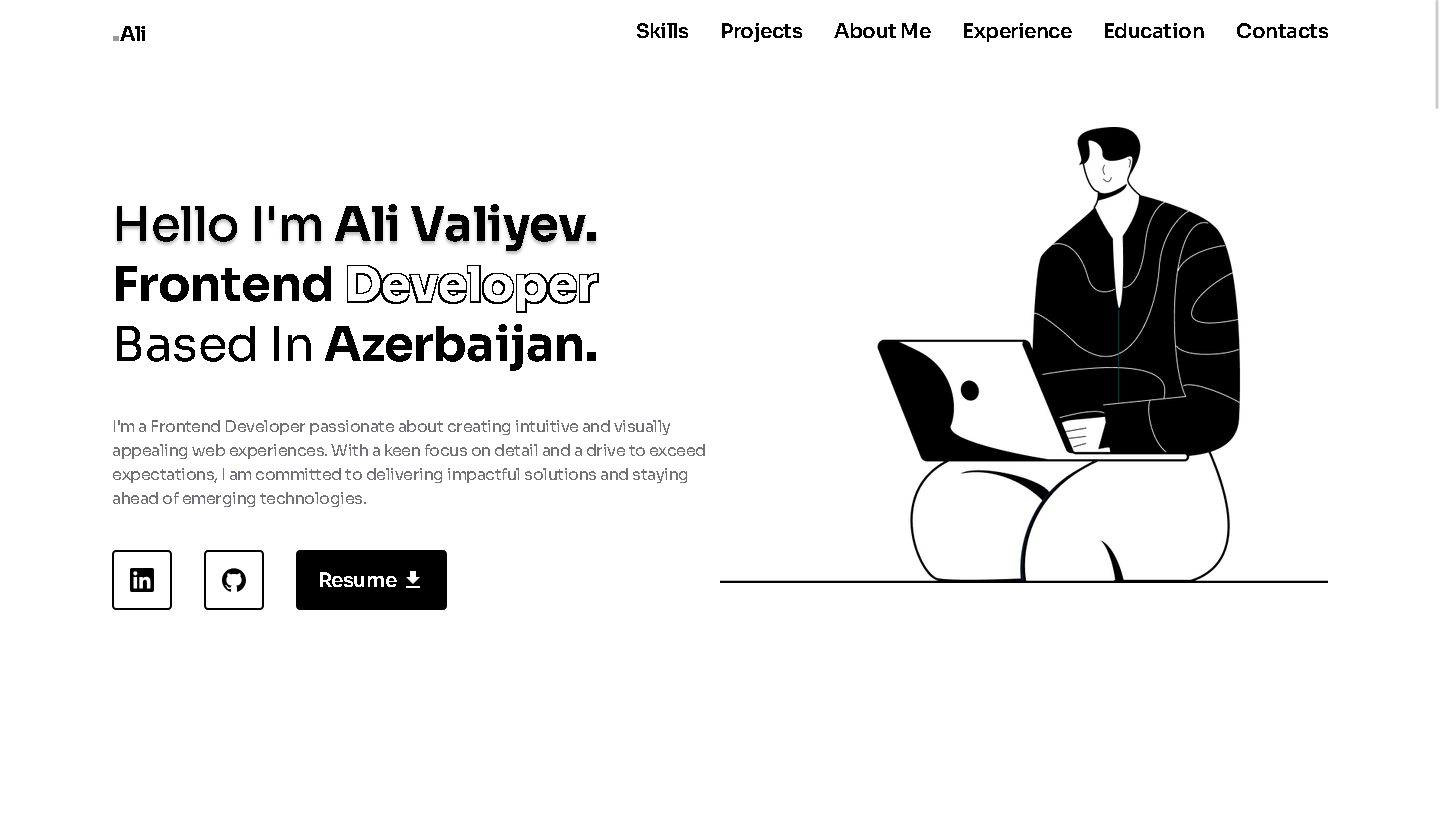 .Ali
Skills Projects About Me Experience Education Contacts
Hello I'm Ali Valiyev.
Frontend Developer
Based In Azerbaijan.
I'm a Frontend Developer passionate about creating intuitive and visually
appealing web experiences. With a keen focus on detail and a drive to exceed
expectations, I am committed to delivering impactful solutions and staying
ahead of emerging technologies.
in
Resume